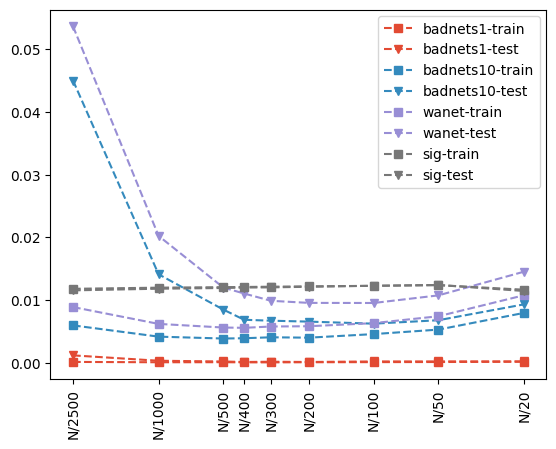 0.05
0.04
0.03
0.02
0.01
0.00
badnets1-train
badnets1-test
badnets10-train
badnets10-test
wanet-train
wanet-test
sig-train
sig-test
N/2500
N/1000
N/500
N/400
N/300
N/200
N/100
N/50
N/20